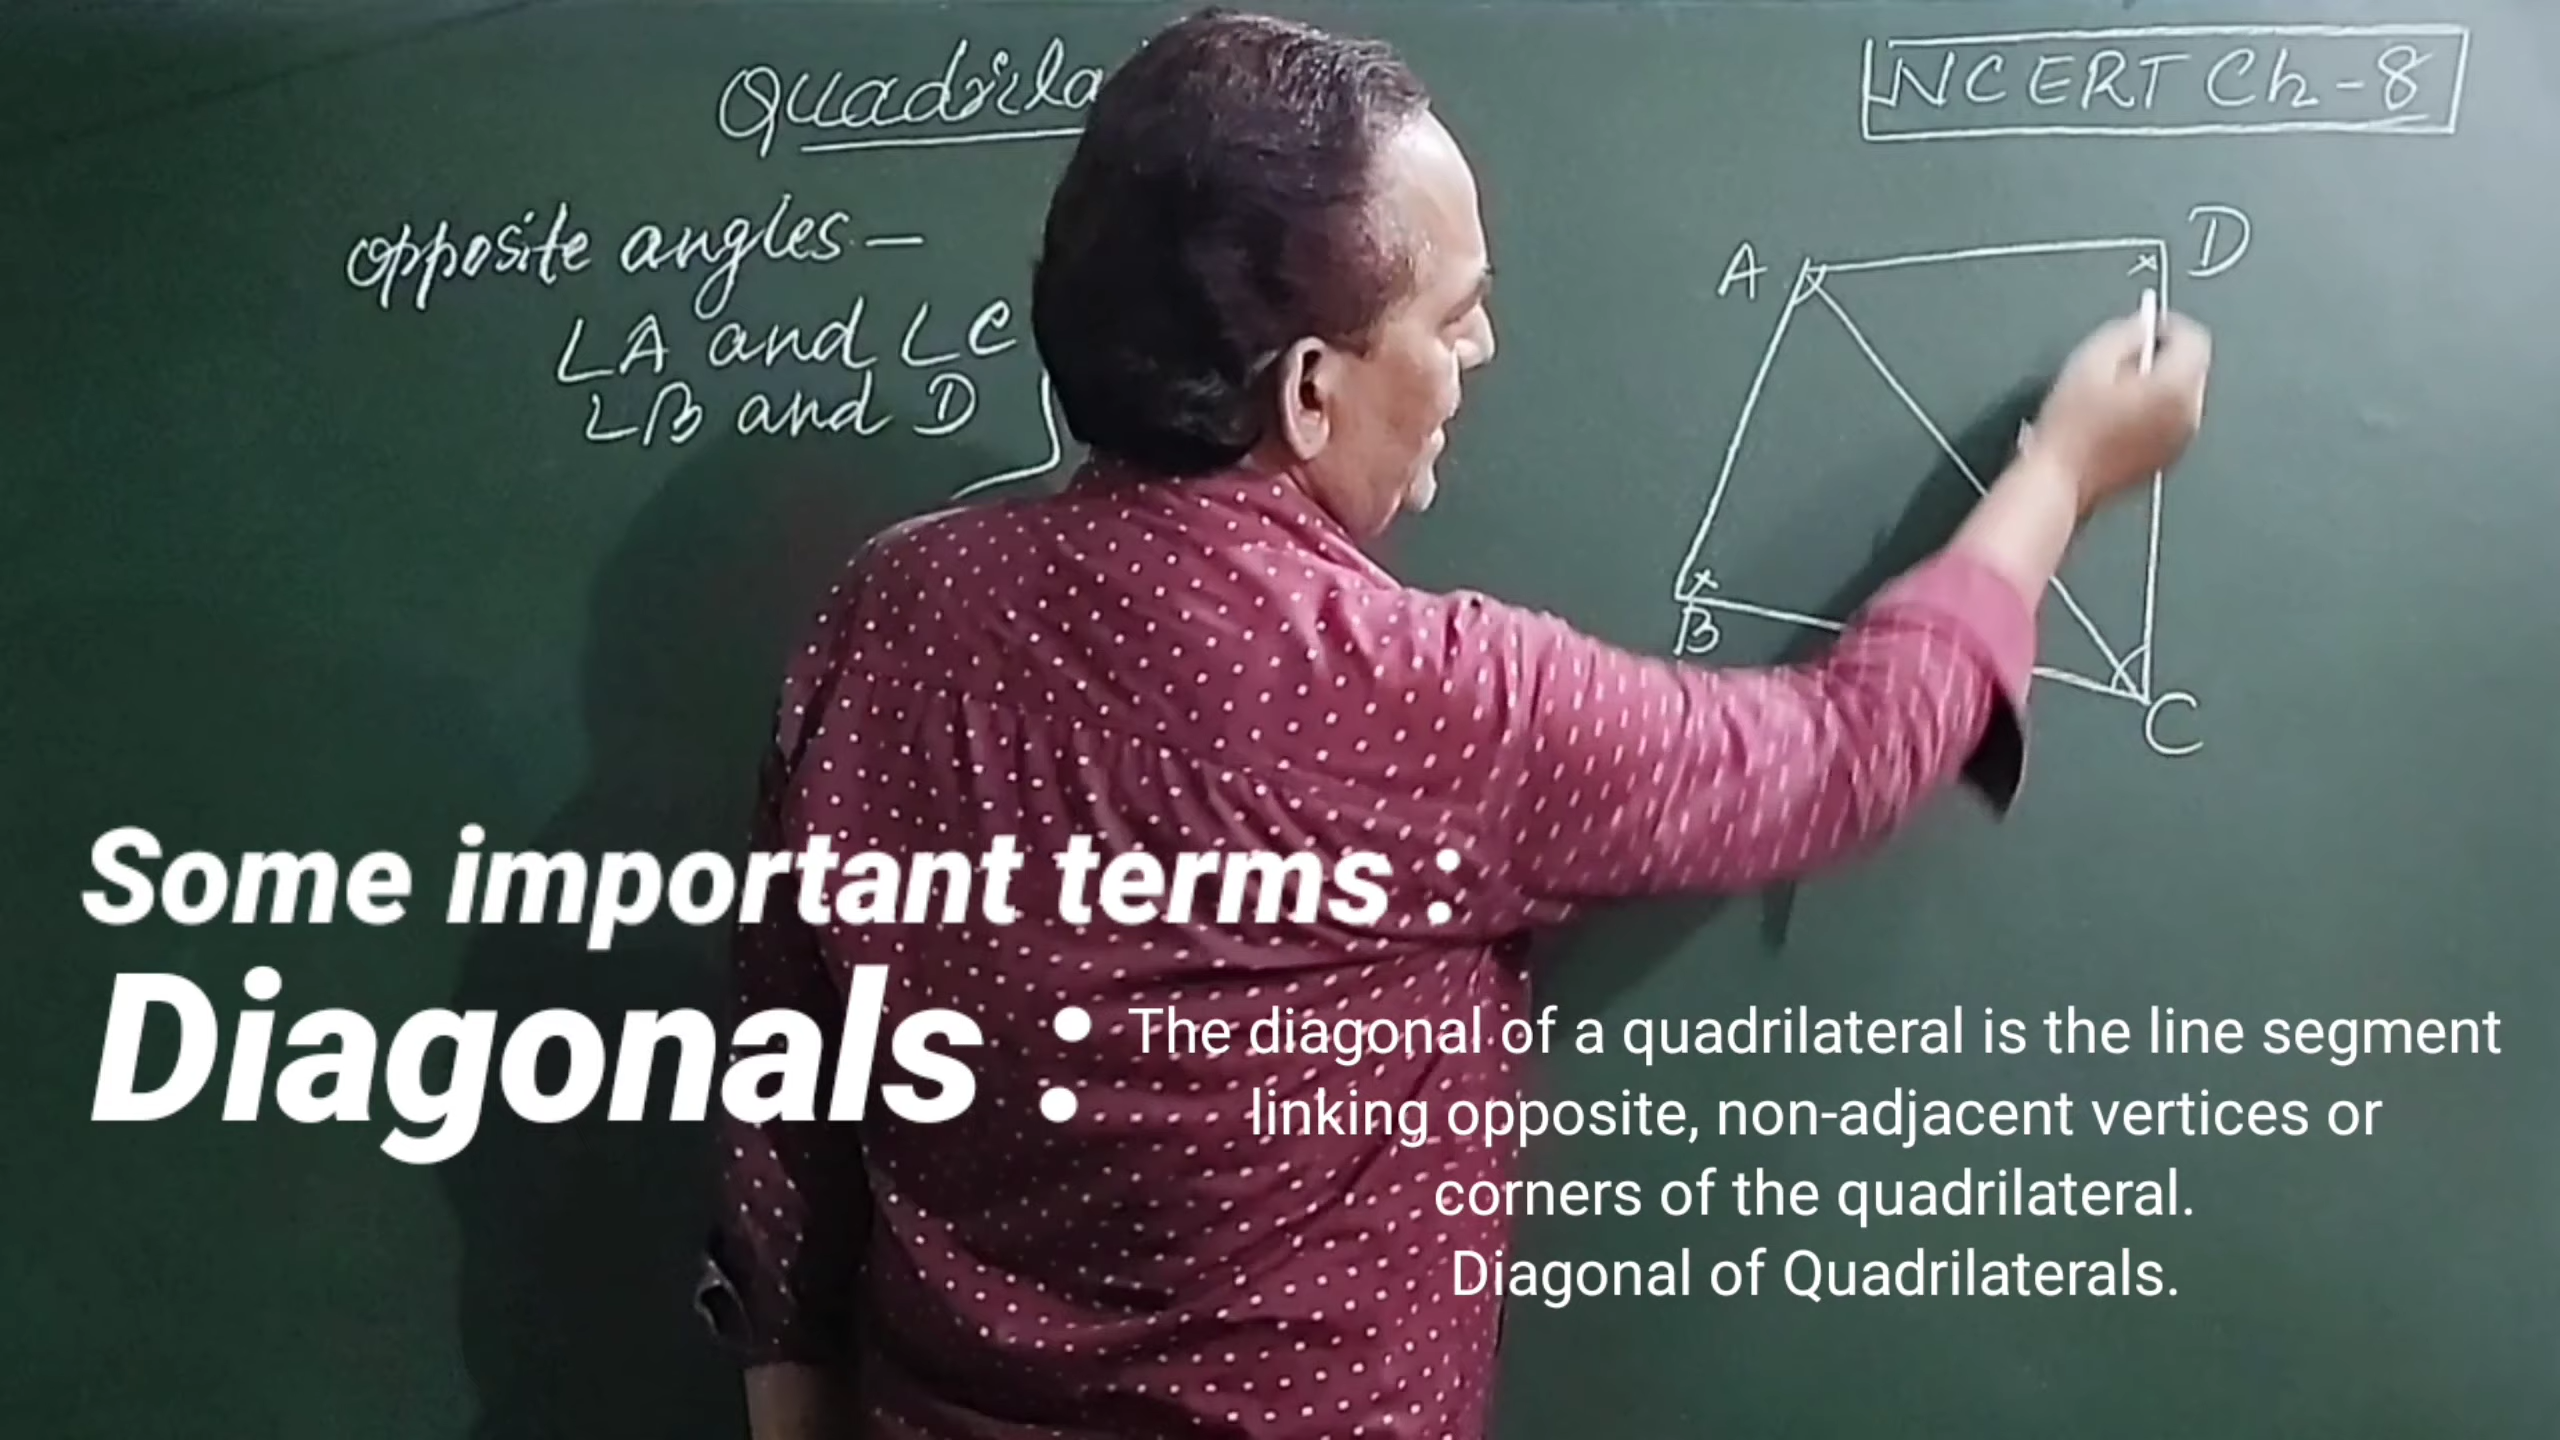 Quadrila
NCERT Ch-8
opposite angles –
∠A and ∠C
∠B and D
A
D
B
C
Some important terms :
Diagonals :
The diagonal of a quadrilateral is the line segment
linking opposite, non-adjacent vertices or
corners of the quadrilateral.
Diagonal of Quadrilaterals.